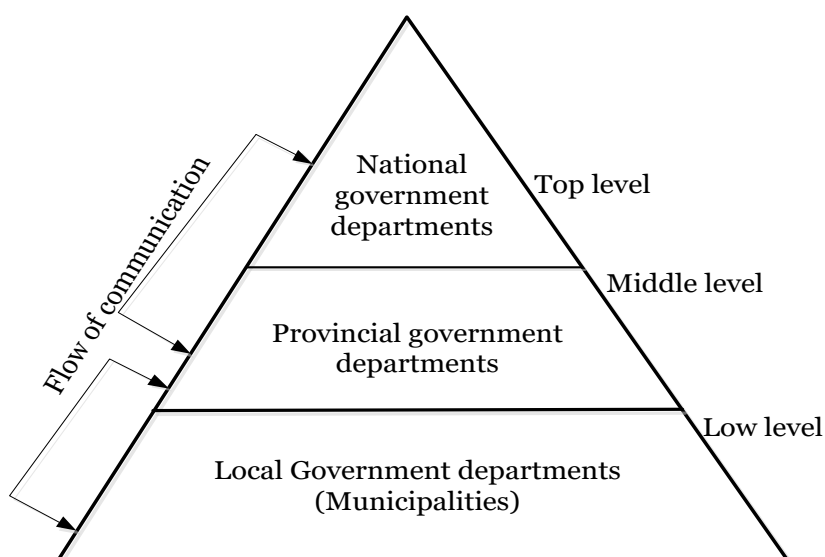 National
government
departments
Top level
Middle level
Flow of communication
Provincial government
departments
Low level
Local Government departments
(Municipalities)